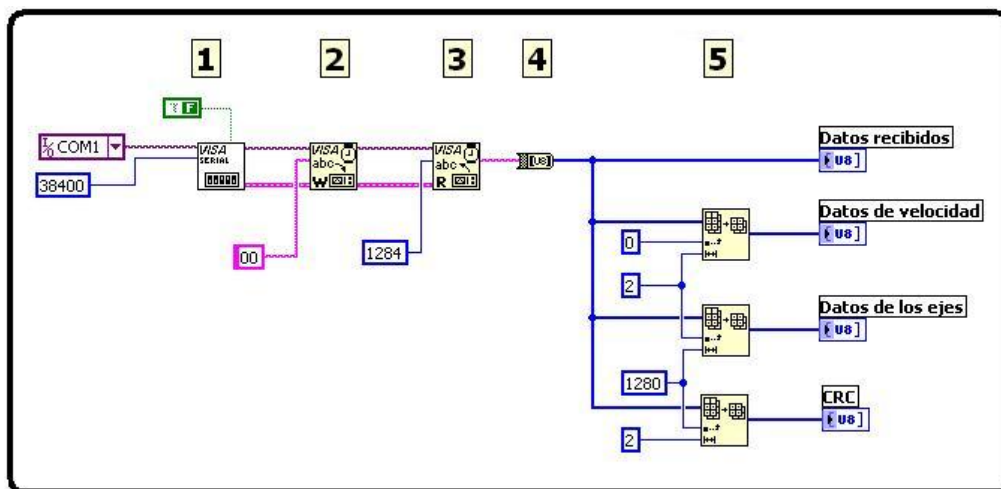 1
2
3
4
5
F
I/O COM1
38400
VISA
SERIAL
VISA
abc
W
VISA
abc
R
[U8]
00
1284
Datos recibidos
U8]
Datos de velocidad
U8]
0
2
Datos de los ejes
U8]
1280
CRC
U8]
2